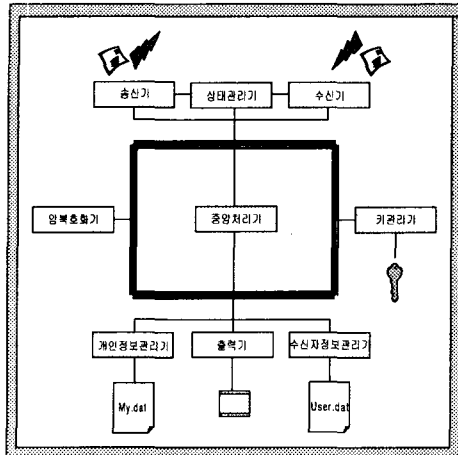 송신기 상태관리기 수신기
암복호화기 중앙처리기 키관리기
개인정보관리기 출력기 수신자정보관리기
My.dat User.dat